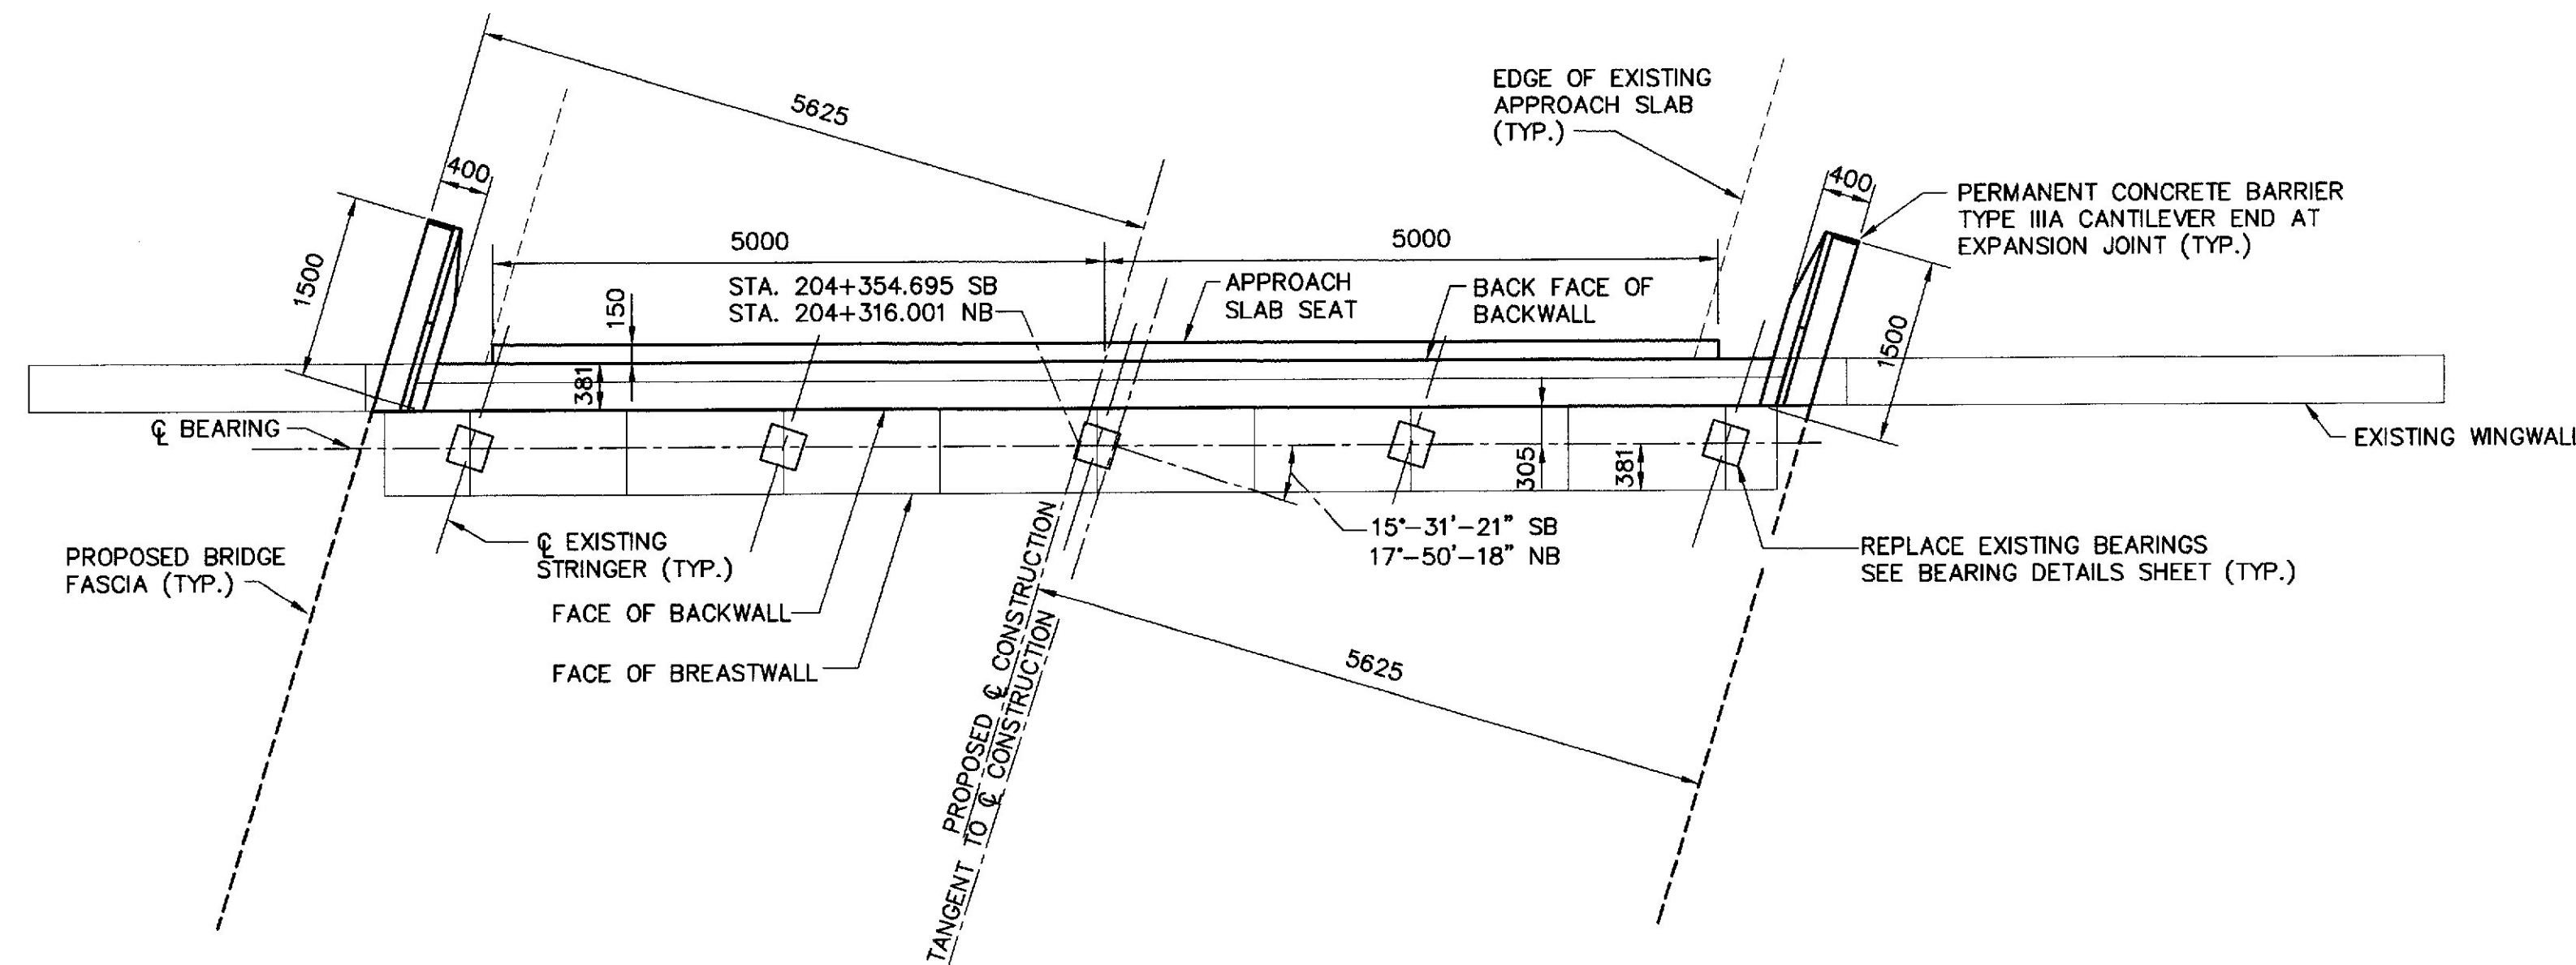 5625
EDGE OF EXISTING
APPROACH SLAB
(TYP.)
400
400
PERMANENT CONCRETE BARRIER
TYPE IIIA CANTILEVER END AT
EXPANSION JOINT (TYP.)
1500
5000
5000
STA. 204+354.695 SB
STA. 204+316.001 NB
150
APPROACH
SLAB SEAT
BACK FACE OF
BACKWALL
1500
381
℄ BEARING
EXISTING WINGWALL
305
381
15°-31'-21" SB
17°-50'-18" NB
PROPOSED BRIDGE
FASCIA (TYP.)
℄ EXISTING
STRINGER (TYP.)
REPLACE EXISTING BEARINGS
SEE BEARING DETAILS SHEET (TYP.)
FACE OF BACKWALL
FACE OF BREASTWALL
PROPOSED ℄ CONSTRUCTION
TANGENT TO ℄ CONSTRUCTION
5625